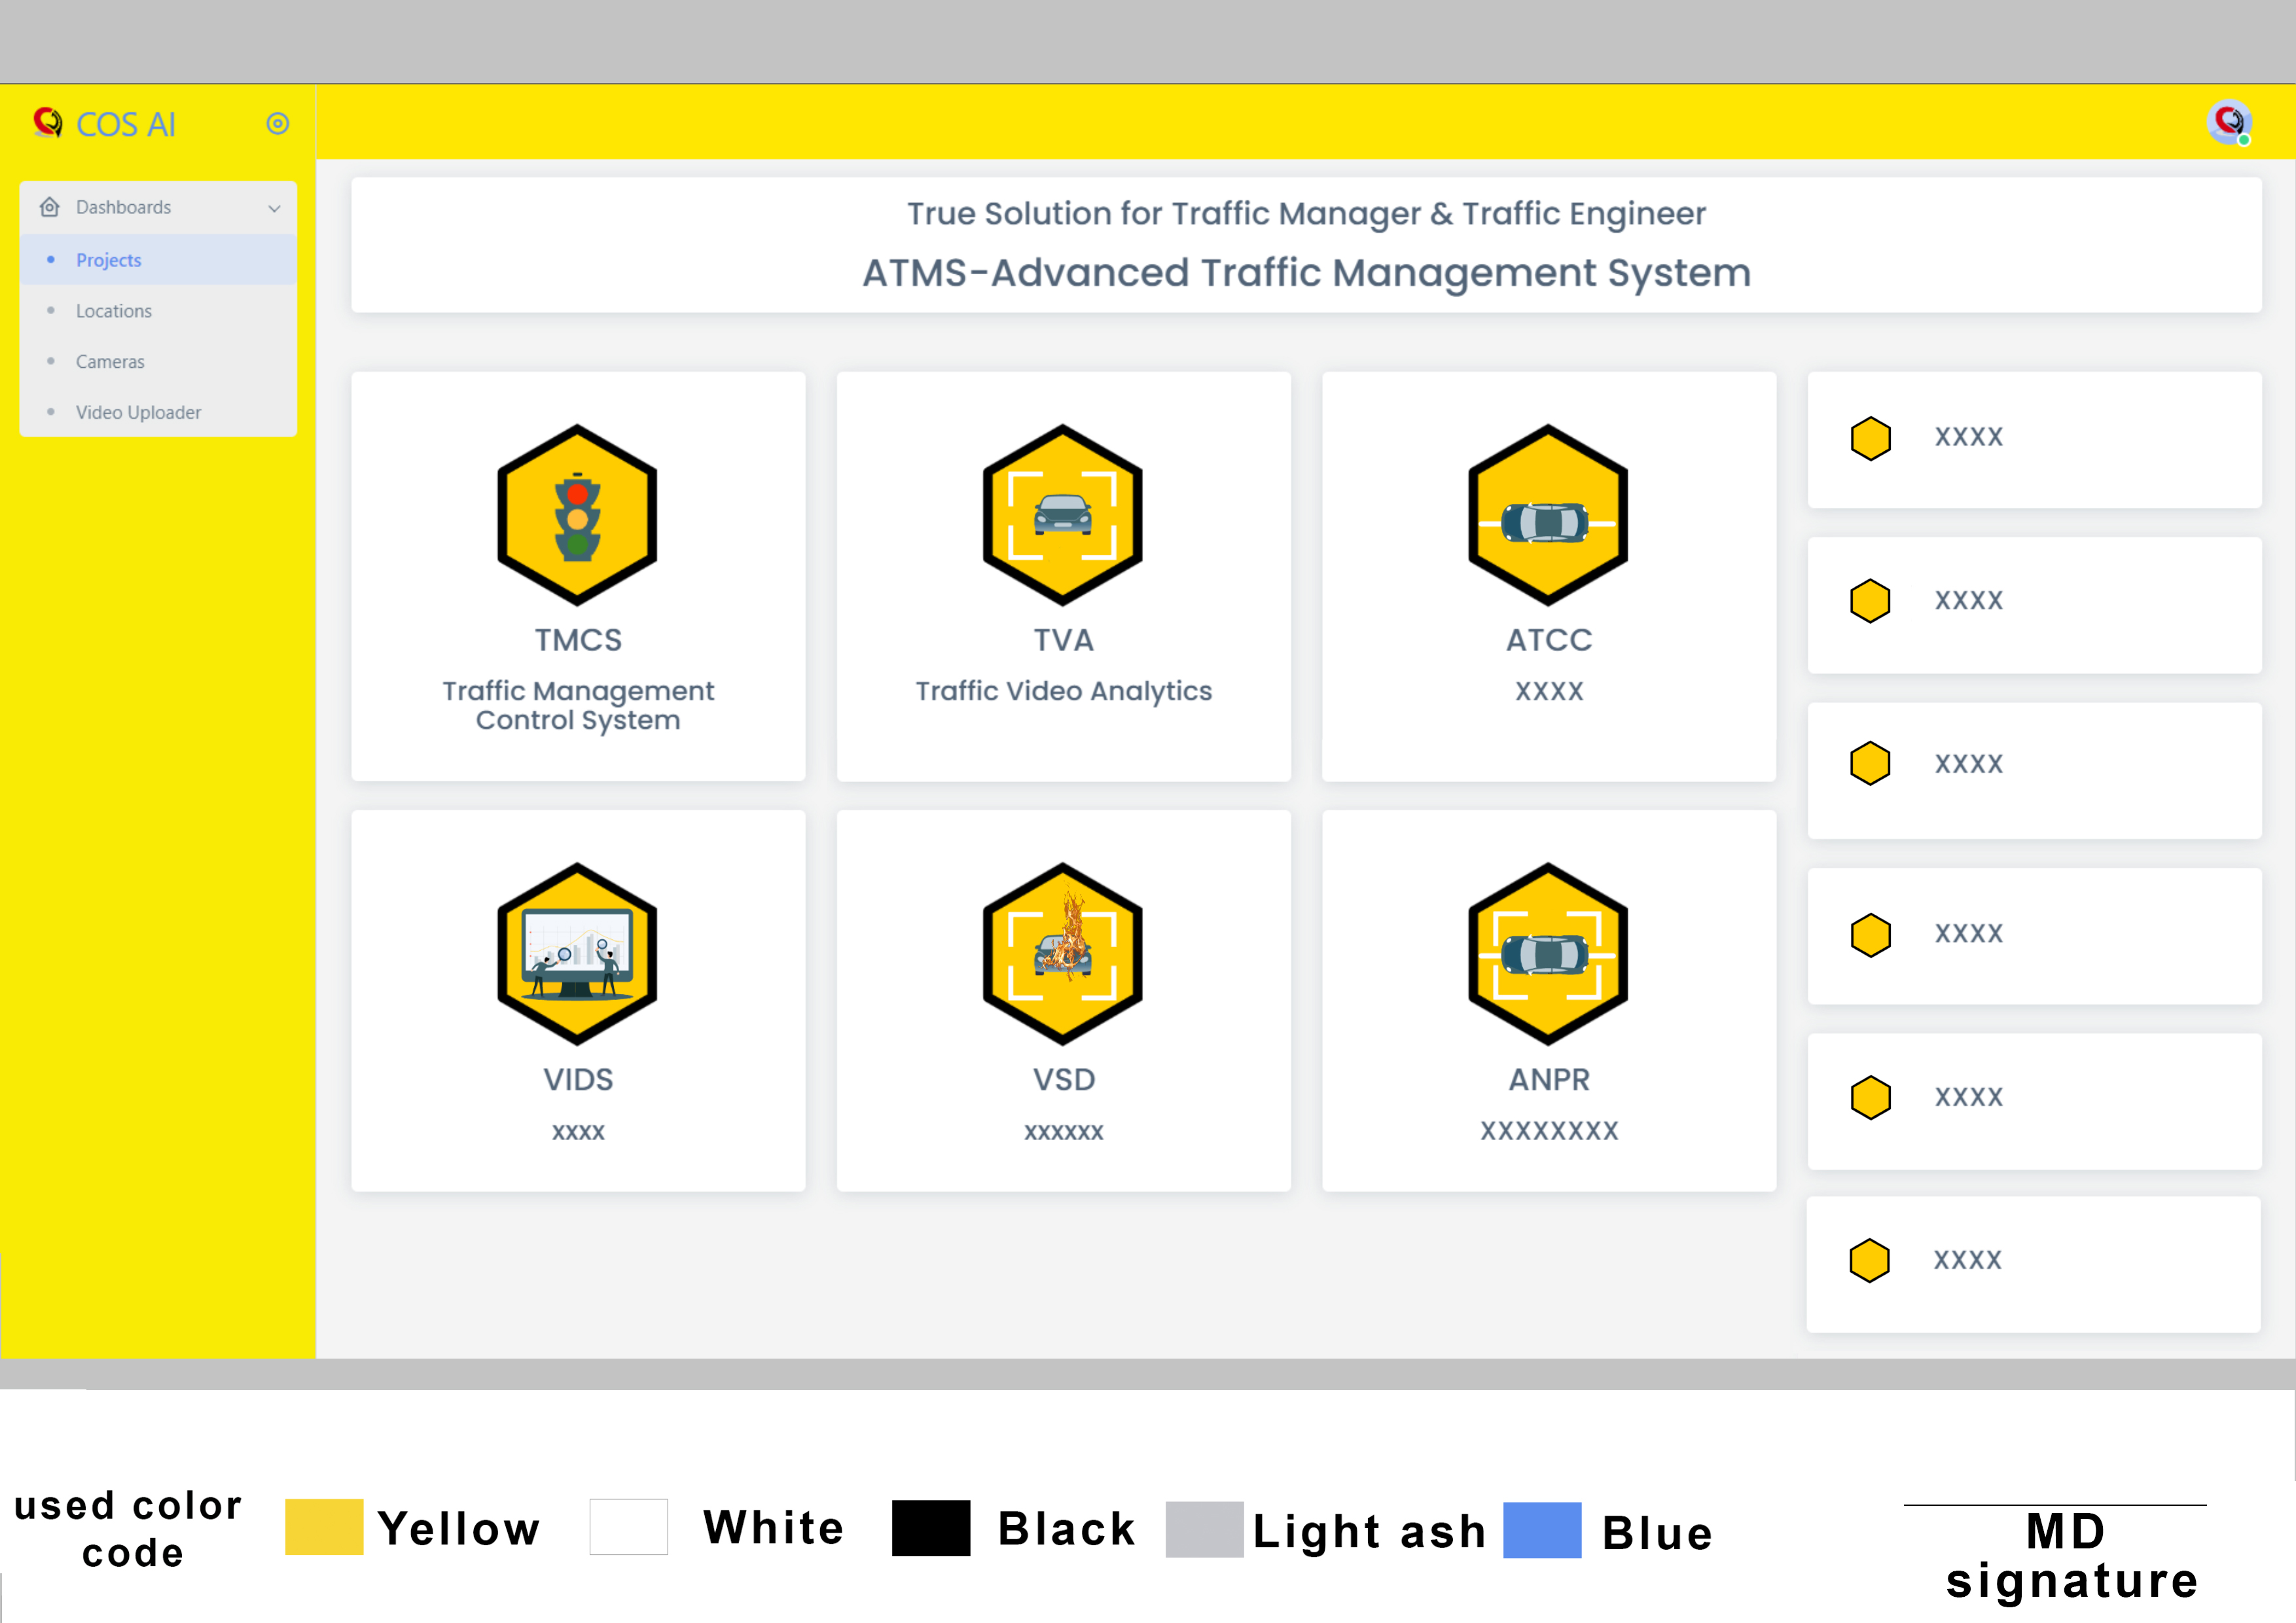 COS AI
Dashboards
Projects
Locations
Cameras
Video Uploader
True Solution for Traffic Manager & Traffic Engineer
ATMS-Advanced Traffic Management System
TMCS
Traffic Management
Control System
TVA
Traffic Video Analytics
ATCC
XXXX
VIDS
xxxx
VSD
xxxxxx
ANPR
XXXXXXXX
XXXX
XXXX
XXXX
XXXX
XXXX
XXXX
used color
code
Yellow
White
Black
Light ash
Blue
MD
signature